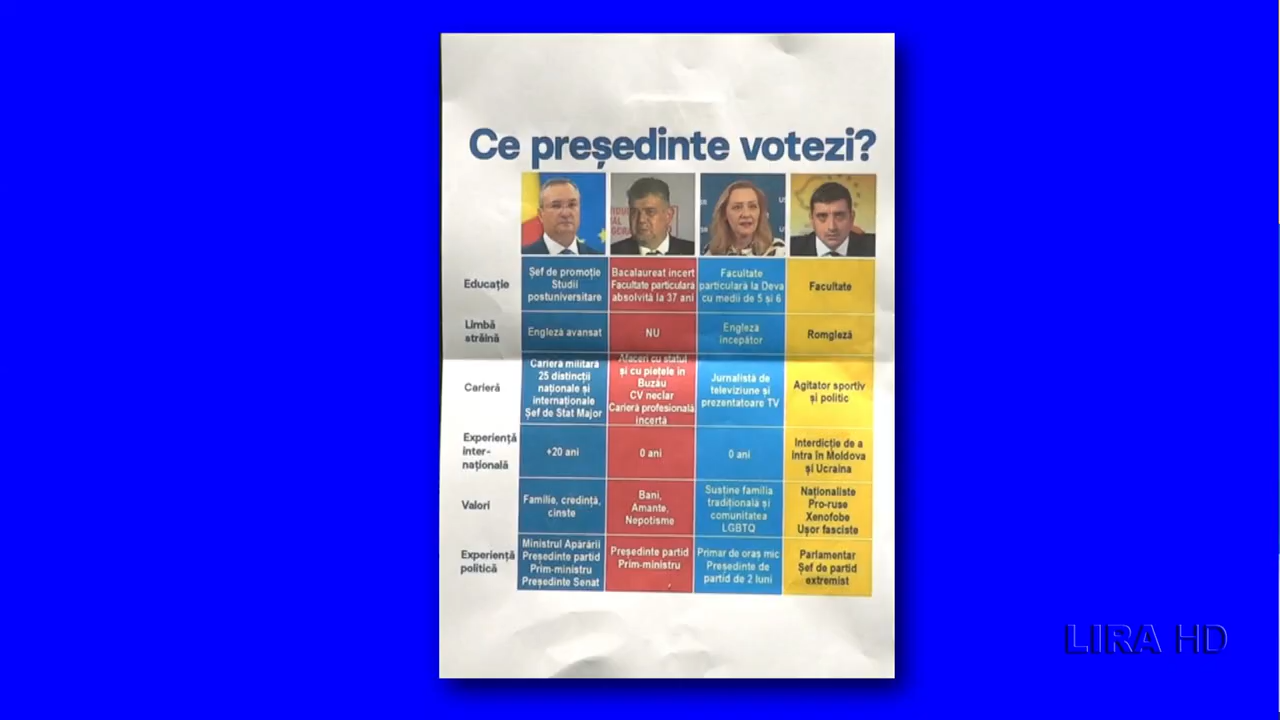 Ce președinte votezi?
Educație
Șef de promoție
Studii
postuniversitare
Bacalaureat incert
Facultate particulară
absolvită la 37 ani
Facultate
particulară la Deva
cu medii de 5 și 6
Facultate
Limbă
străină
Engleză avansat
NU
Engleză
începător
Romgleză
Carieră
Carieră militară
25 distincții
naționale și
internaționale
Șef de Stat Major
Afaceri cu statul
și cu piețele în
Buzău
CV neclar
Carieră profesională
incertă
Jurnalistă de
televiziune și
prezentatoare TV
Agitator sportiv
și politic
Experiență
inter-
națională
+20 ani
0 ani
0 ani
Interdicție de a
intra în Moldova
și Ucraina
Valori
Familie, credință,
cinste
Bani,
Amante,
Nepotisme
Susține familia
tradițională și
comunitatea
LGBTQ
Naționaliste
Pro-ruse
Xenofobe
Ușor fasciste
Experiență
politică
Ministrul Apărării
Președinte partid
Prim-ministru
Președinte Senat
Președinte partid
Prim-ministru
Primar de oraș mic
Președinte de
partid de 2 luni
Parlamentar
Șef de partid
extremist
LIRA HD